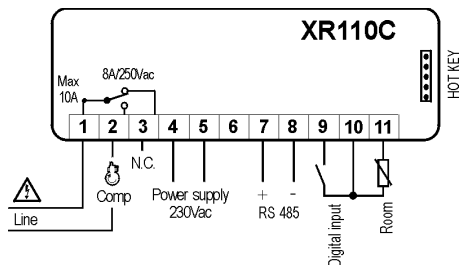 XR110C
8A/250Vac
Max
10A
HOT KEY
1 2 3 4 5 6 7 8 9 10 11
N.C.
Line
Comp
Power supply
230Vac
+ -
RS 485
Digital input
Room